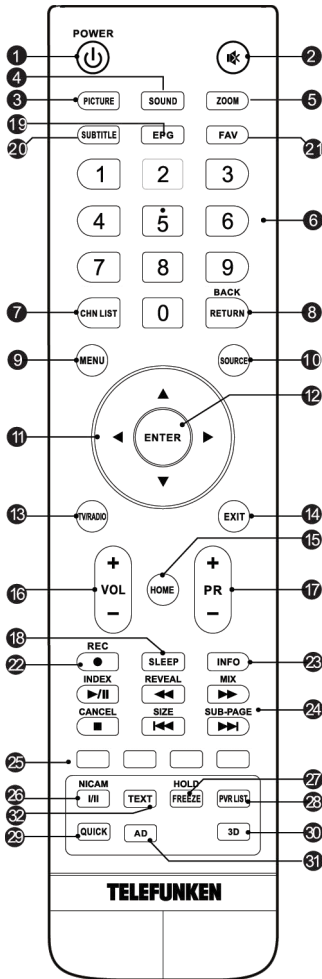 POWER
1
2
4
3 PICTURE SOUND ZOOM 5
19
20 SUBTITLE EPG FAV 21
1 2 3
4 5 6 6
7 8 9
BACK
7 CHN LIST 0 RETURN 8
9 MENU SOURCE 10
12
11 ENTER
13 TV/RADIO EXIT 14
15
16 + VOL − HOME + PR − 17
18
REC
22 SLEEP INFO 23
INDEX REVEAL MIX
CANCEL SIZE SUB-PAGE 24
25
NICAM HOLD 27
26 I/II TEXT FREEZE PVR LIST 28
32
29 QUICK AD 3D 30
31
TELEFUNKEN